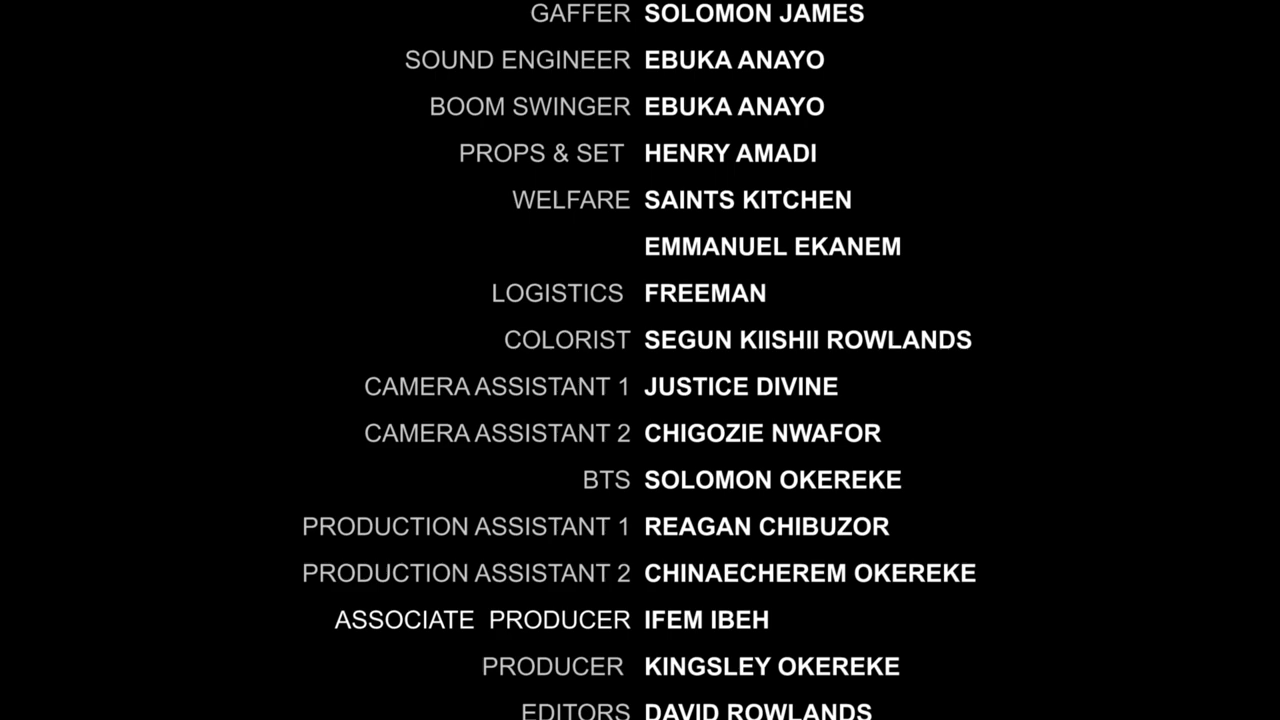 GAFFER SOLOMON JAMES
SOUND ENGINEER EBUKA ANAYO
BOOM SWINGER EBUKA ANAYO
PROPS & SET HENRY AMADI
WELFARE SAINTS KITCHEN
EMMANUEL EKANEM
LOGISTICS FREEMAN
COLORIST SEGUN KIISHII ROWLANDS
CAMERA ASSISTANT 1 JUSTICE DIVINE
CAMERA ASSISTANT 2 CHIGOZIE NWAFOR
BTS SOLOMON OKEREKE
PRODUCTION ASSISTANT 1 REAGAN CHIBUZOR
PRODUCTION ASSISTANT 2 CHINAECHEREM OKEREKE
ASSOCIATE PRODUCER IFEM IBEH
PRODUCER KINGSLEY OKEREKE
EDITORS DAVID ROWLANDS